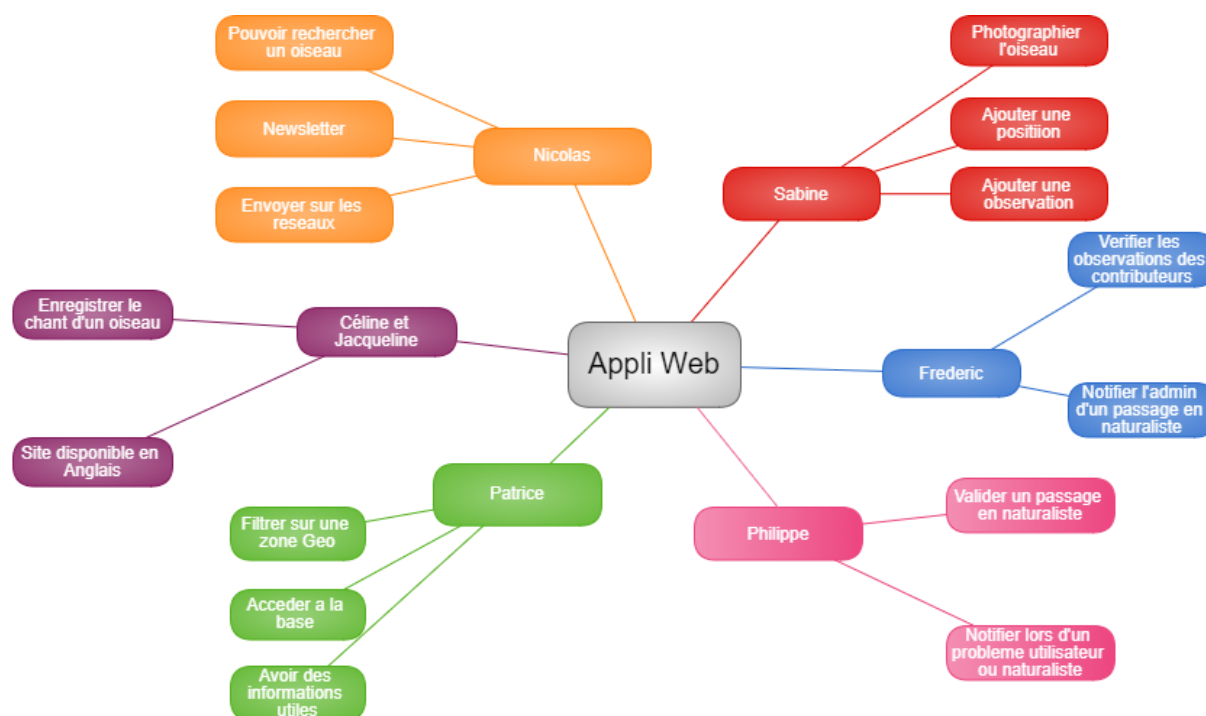 Pouvoir rechercher
un oiseau
Newsletter
Envoyer sur les
reseaux
Nicolas
Photographier
l'oiseau
Ajouter une
positiion
Ajouter une
observation
Sabine
Verifier les
observations des
contributeurs
Notifier l'admin
d'un passage en
naturaliste
Frederic
Appli Web
Enregistrer le
chant d'un oiseau
Site disponible en
Anglais
Céline et
Jacqueline
Patrice
Filtrer sur une
zone Geo
Acceder a la
base
Avoir des
informations
utiles
Philippe
Valider un passage
en naturaliste
Notifier lors d'un
probleme utilisateur
ou naturaliste